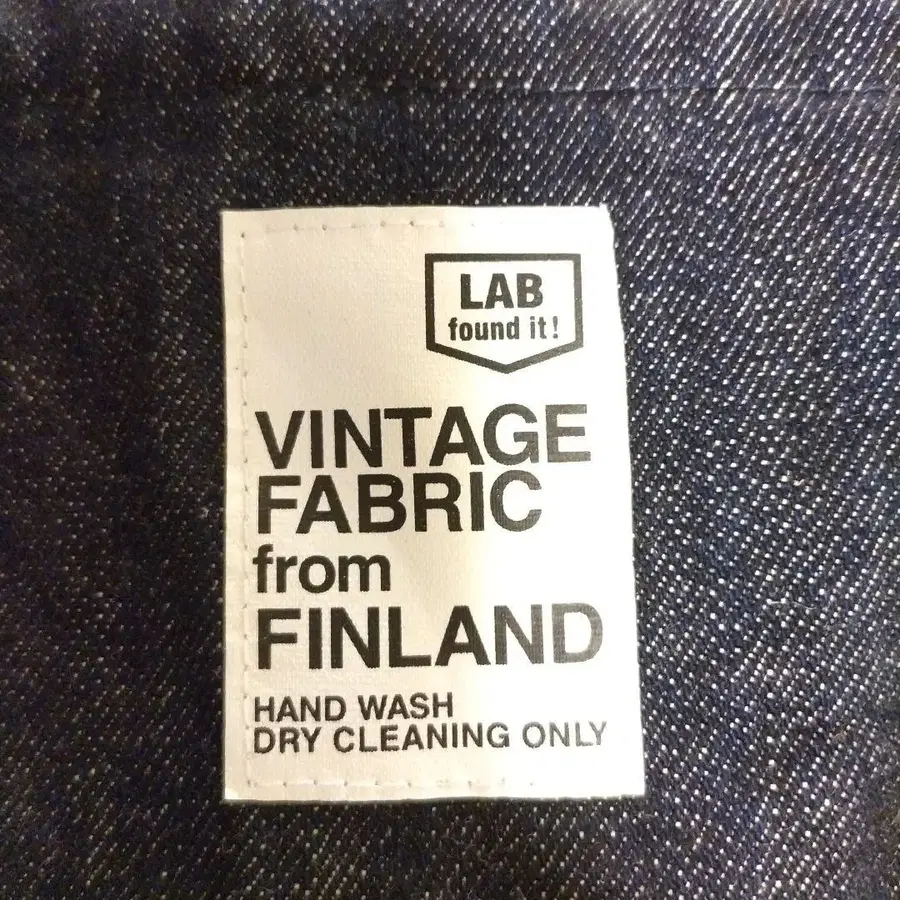 LAB
found it!
VINTAGE
FABRIC
from
FINLAND
HAND WASH
DRY CLEANING ONLY